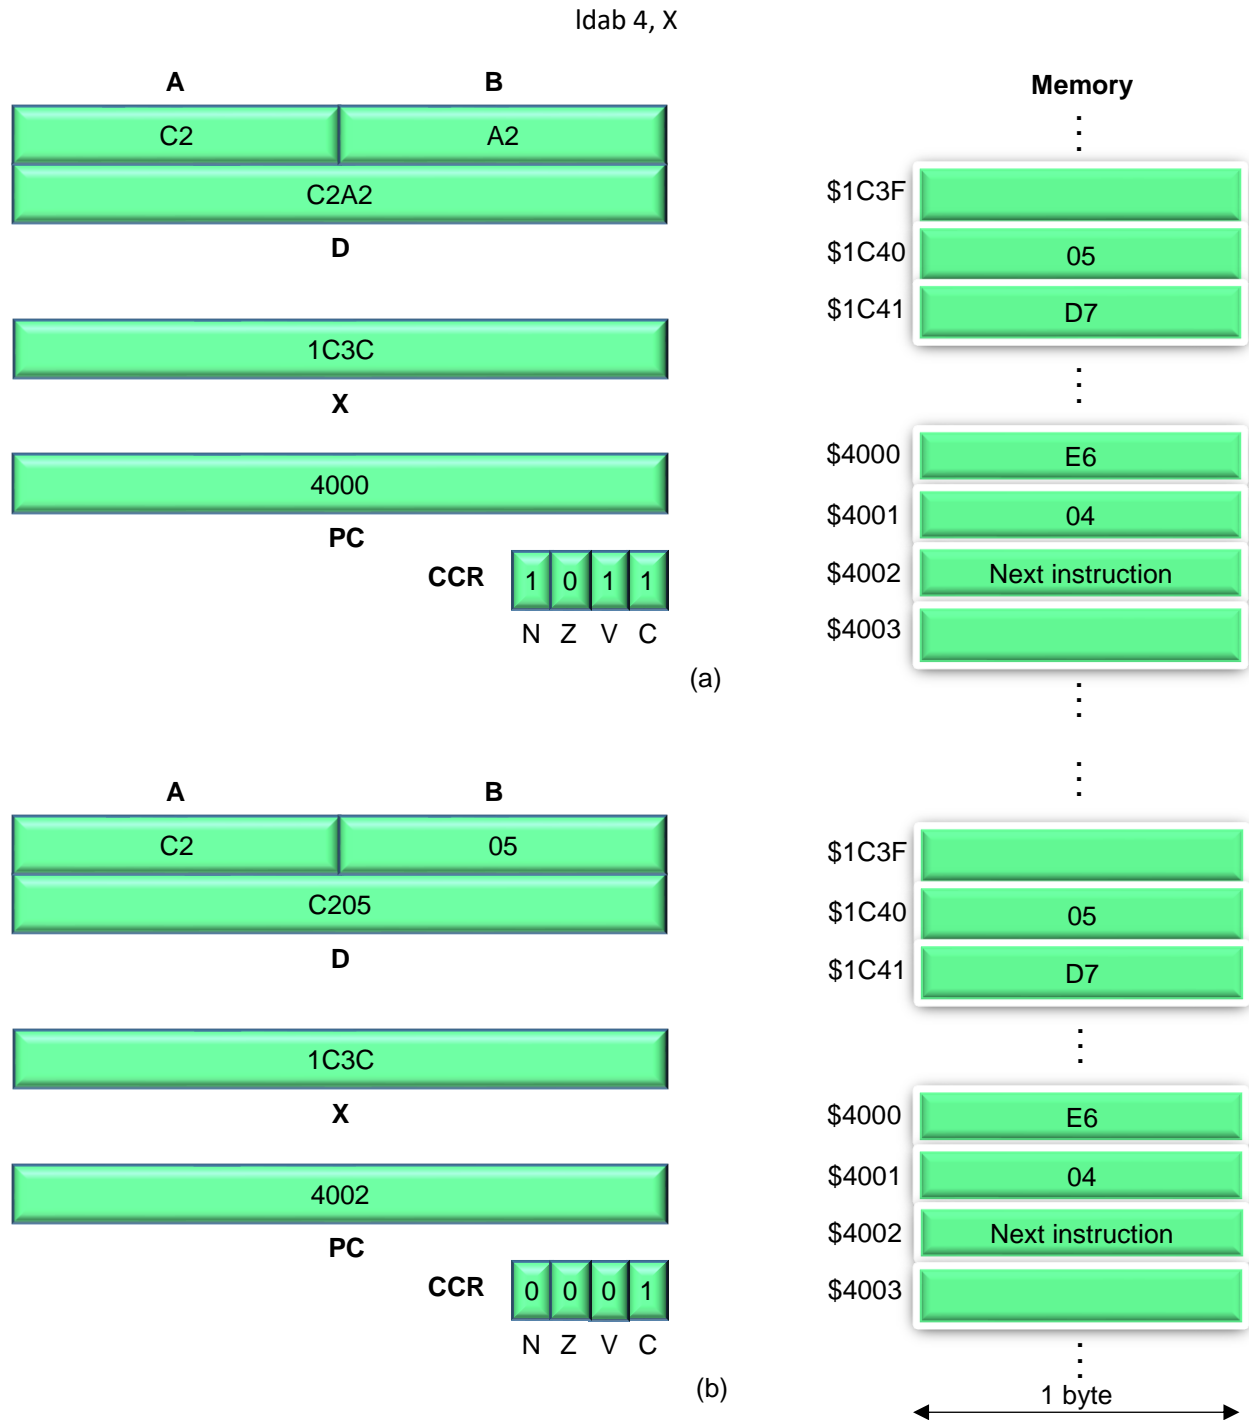 ldab 4, X
A B
C2 A2
C2A2
D
1C3C
X
4000
PC
CCR 1 0 1 1
N Z V C
Memory
$1C3F
$1C40 05
$1C41 D7
$4000 E6
$4001 04
$4002 Next instruction
$4003
(a)
A B
C2 05
C205
D
1C3C
X
4002
PC
CCR 0 0 0 1
N Z V C
$1C3F
$1C40 05
$1C41 D7
$4000 E6
$4001 04
$4002 Next instruction
$4003
(b)
1 byte